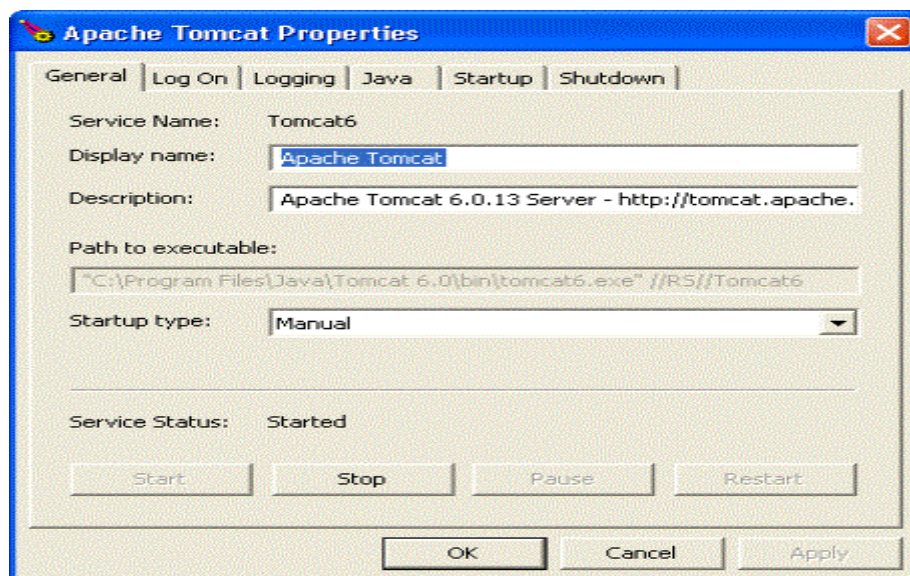 Apache Tomcat Properties
General Log On Logging Java Startup Shutdown
Service Name: Tomcat6
Display name: Apache Tomcat
Description: Apache Tomcat 6.0.13 Server - http://tomcat.apache.
Path to executable:
"C:\Program Files\Java\Tomcat 6.0\bin\tomcat6.exe" //RS//Tomcat6
Startup type: Manual
Service Status: Started
Start Stop Pause Restart
OK Cancel Apply